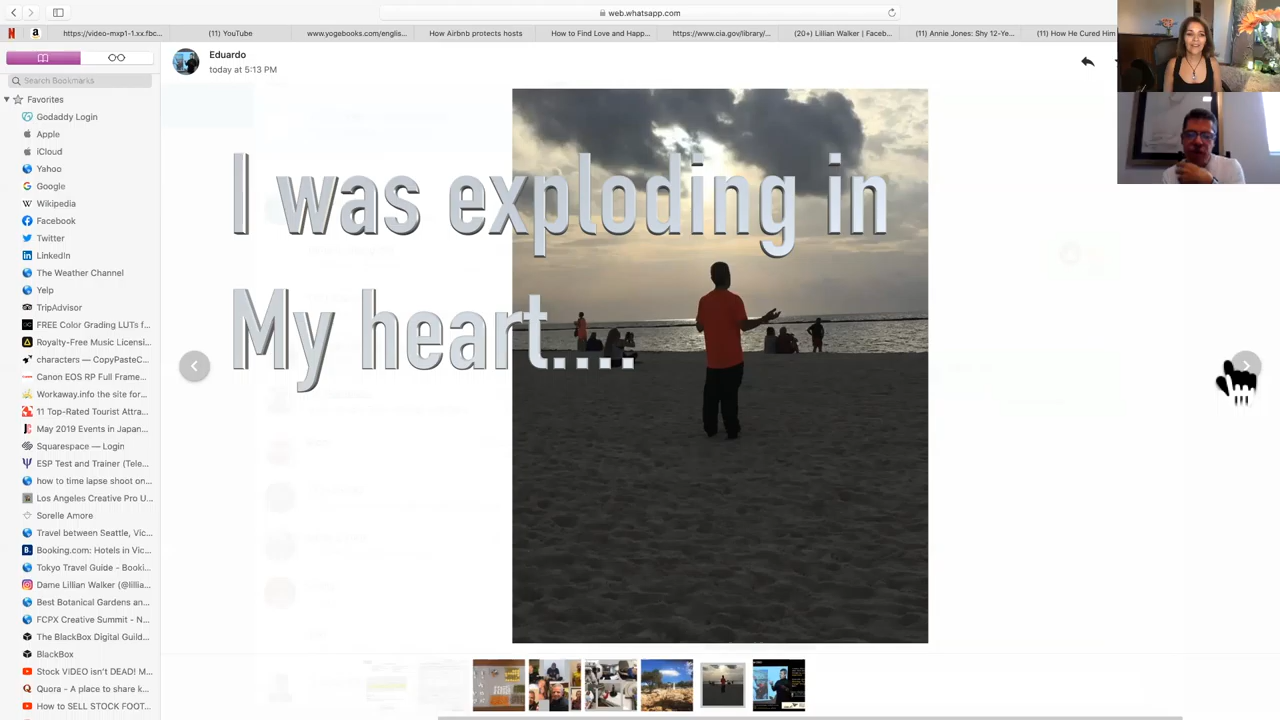 web.whatsapp.com
https://video-mxp1-1.xx.fbc...
(11) YouTube
www.yogebooks.com/englis...
How Airbnb protects hosts
How to Find Love and Happ...
https://www.cia.gov/library/...
(20+) Lillian Walker | Faceb...
(11) Annie Jones: Shy 12-Ye...
(11) How He Cured Him
Search Bookmarks
Favorites
Godaddy Login
Apple
iCloud
Yahoo
Google
Wikipedia
Facebook
Twitter
LinkedIn
The Weather Channel
Yelp
TripAdvisor
FREE Color Grading LUTs f...
Royalty-Free Music Licensi...
characters — CopyPasteC...
Canon EOS RP Full Frame...
Workaway.info the site for...
11 Top-Rated Tourist Attra...
May 2019 Events in Japan...
Squarespace — Login
ESP Test and Trainer (Tele...
how to time lapse shoot on...
Los Angeles Creative Pro U...
Sorelle Amore
Travel between Seattle, Vic...
Booking.com: Hotels in Vic...
Tokyo Travel Guide - Booki...
Dame Lillian Walker (@lillia...
Best Botanical Gardens an...
FCPX Creative Summit - N...
The BlackBox Digital Guild...
BlackBox
Stock VIDEO isn't DEAD! M...
Quora - A place to share k...
How to SELL STOCK FOOT...
Eduardo
today at 5:13 PM
I was exploding in
My heart....